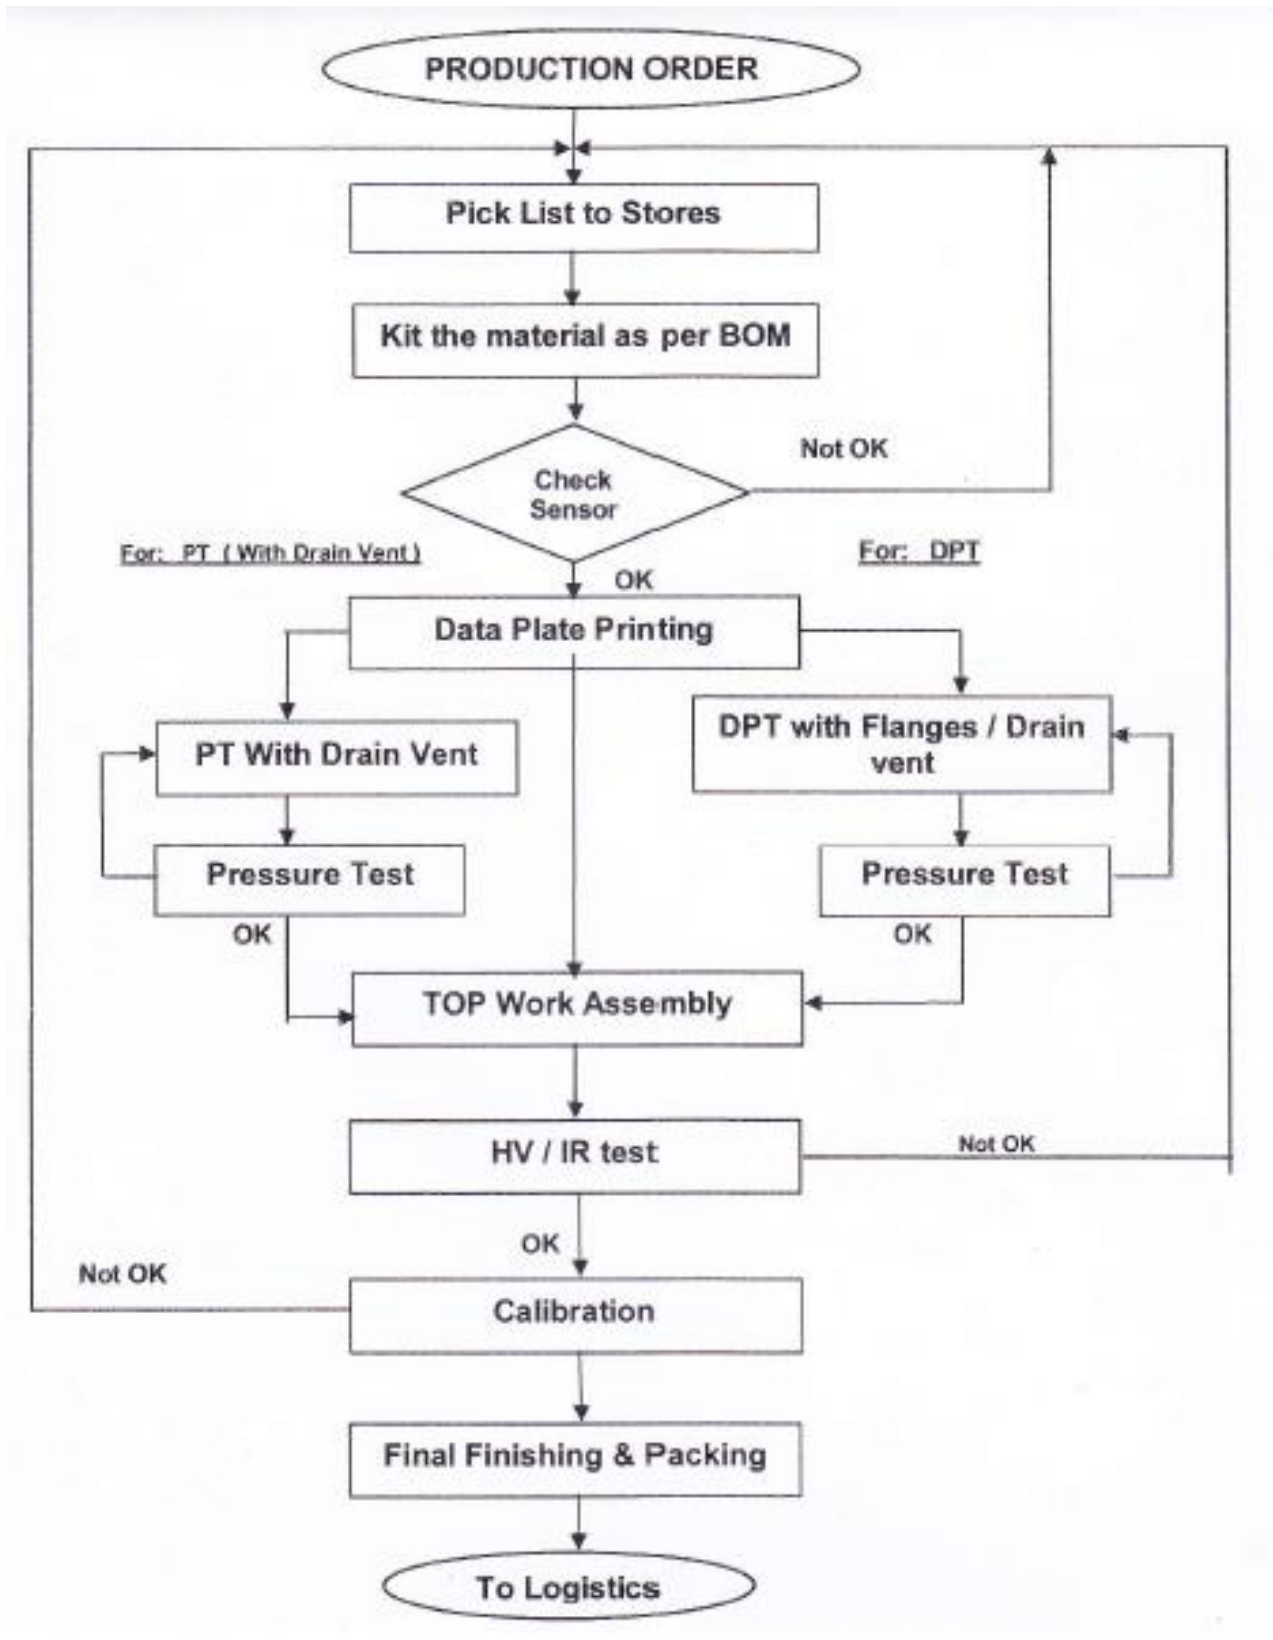 PRODUCTION ORDER
Pick List to Stores
Kit the material as per BOM
Not OK
Check
Sensor
For: PT ( With Drain Vent )
For: DPT
OK
Data Plate Printing
PT With Drain Vent
DPT with Flanges / Drain
vent
Pressure Test
Pressure Test
OK
OK
TOP Work Assembly
HV / IR test
Not OK
OK
Not OK
Calibration
Final Finishing & Packing
To Logistics